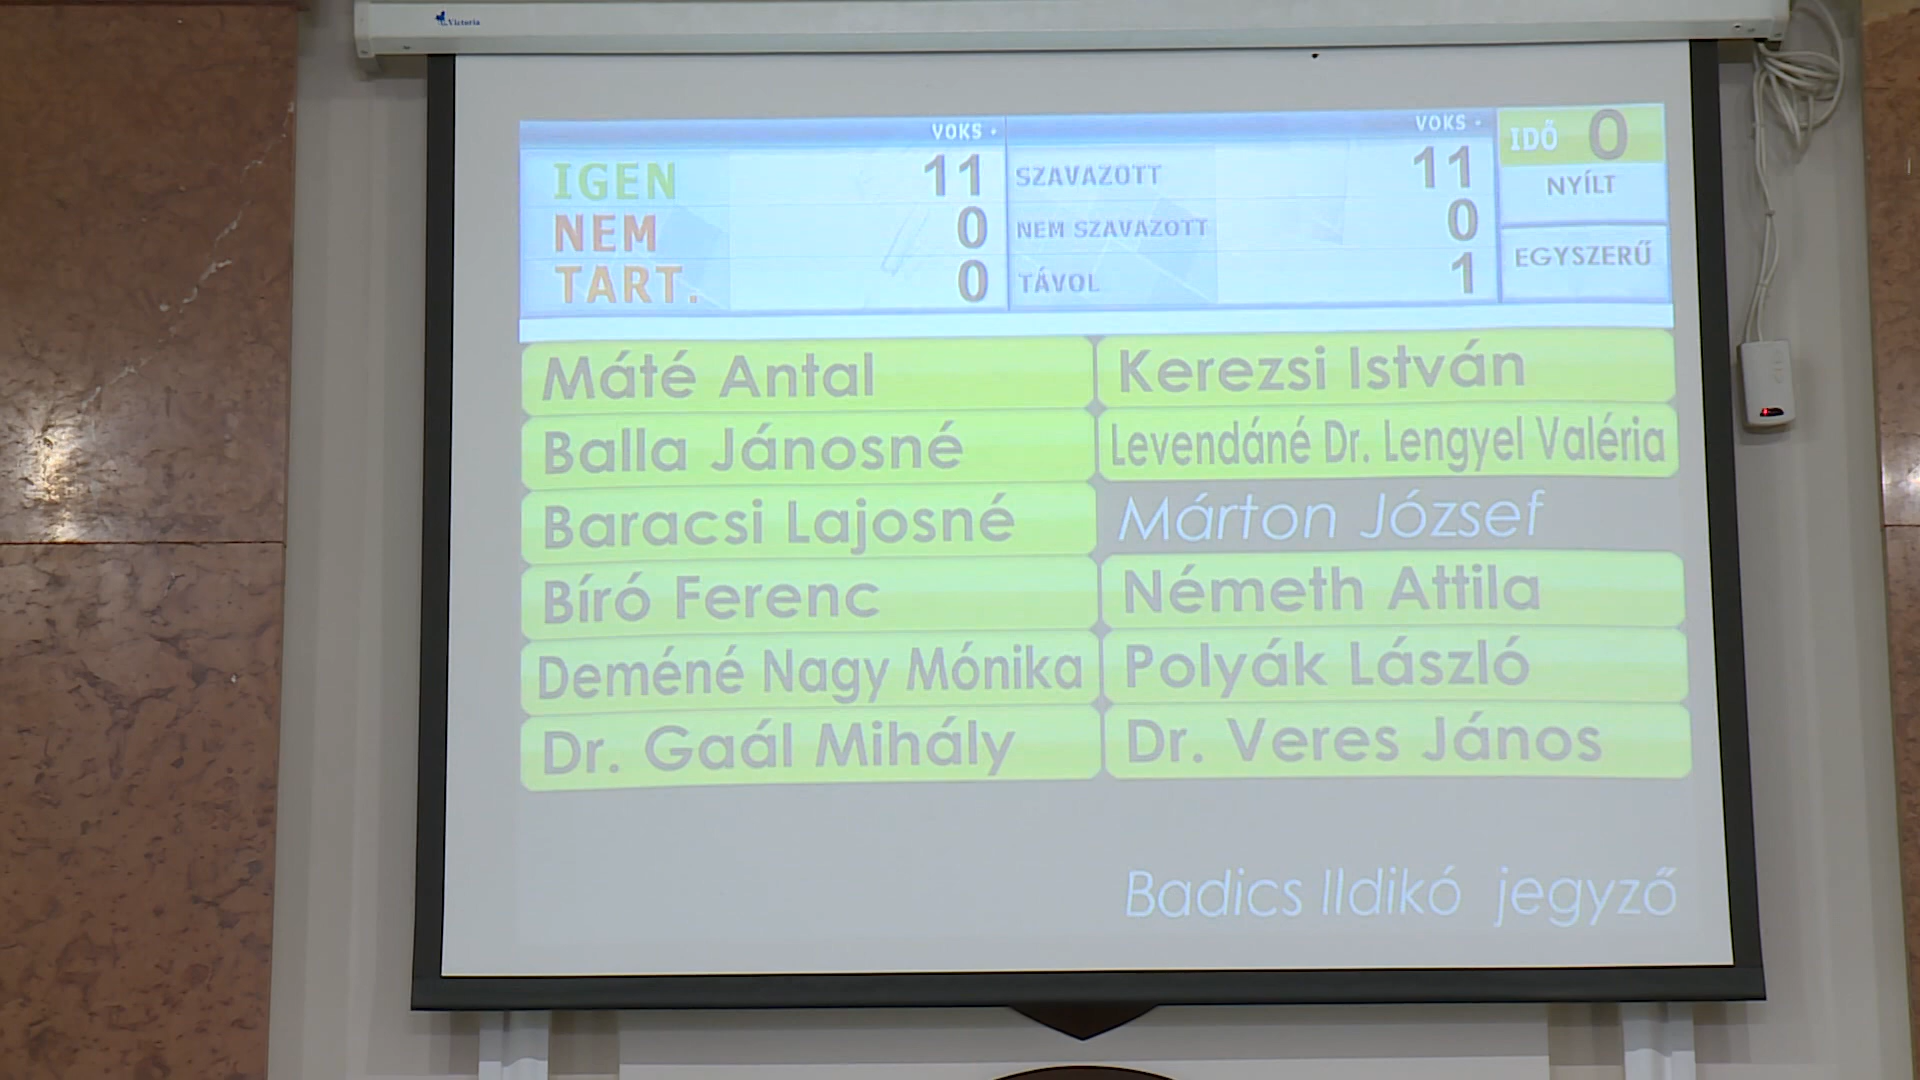 Victoria
VOKS
IGEN 11
NEM 0
TART. 0
VOKS
SZAVAZOTT 11
NEM SZAVAZOTT 0
TÁVOL 1
IDŐ 0
NYÍLT
EGYSZERŰ
Máté Antal
Balla Jánosné
Baracsi Lajosné
Bíró Ferenc
Deméné Nagy Mónika
Dr. Gaál Mihály
Kerezsi István
Levendáné Dr. Lengyel Valéria
Márton József
Németh Attila
Polyák László
Dr. Veres János
Badics Ildikó jegyző